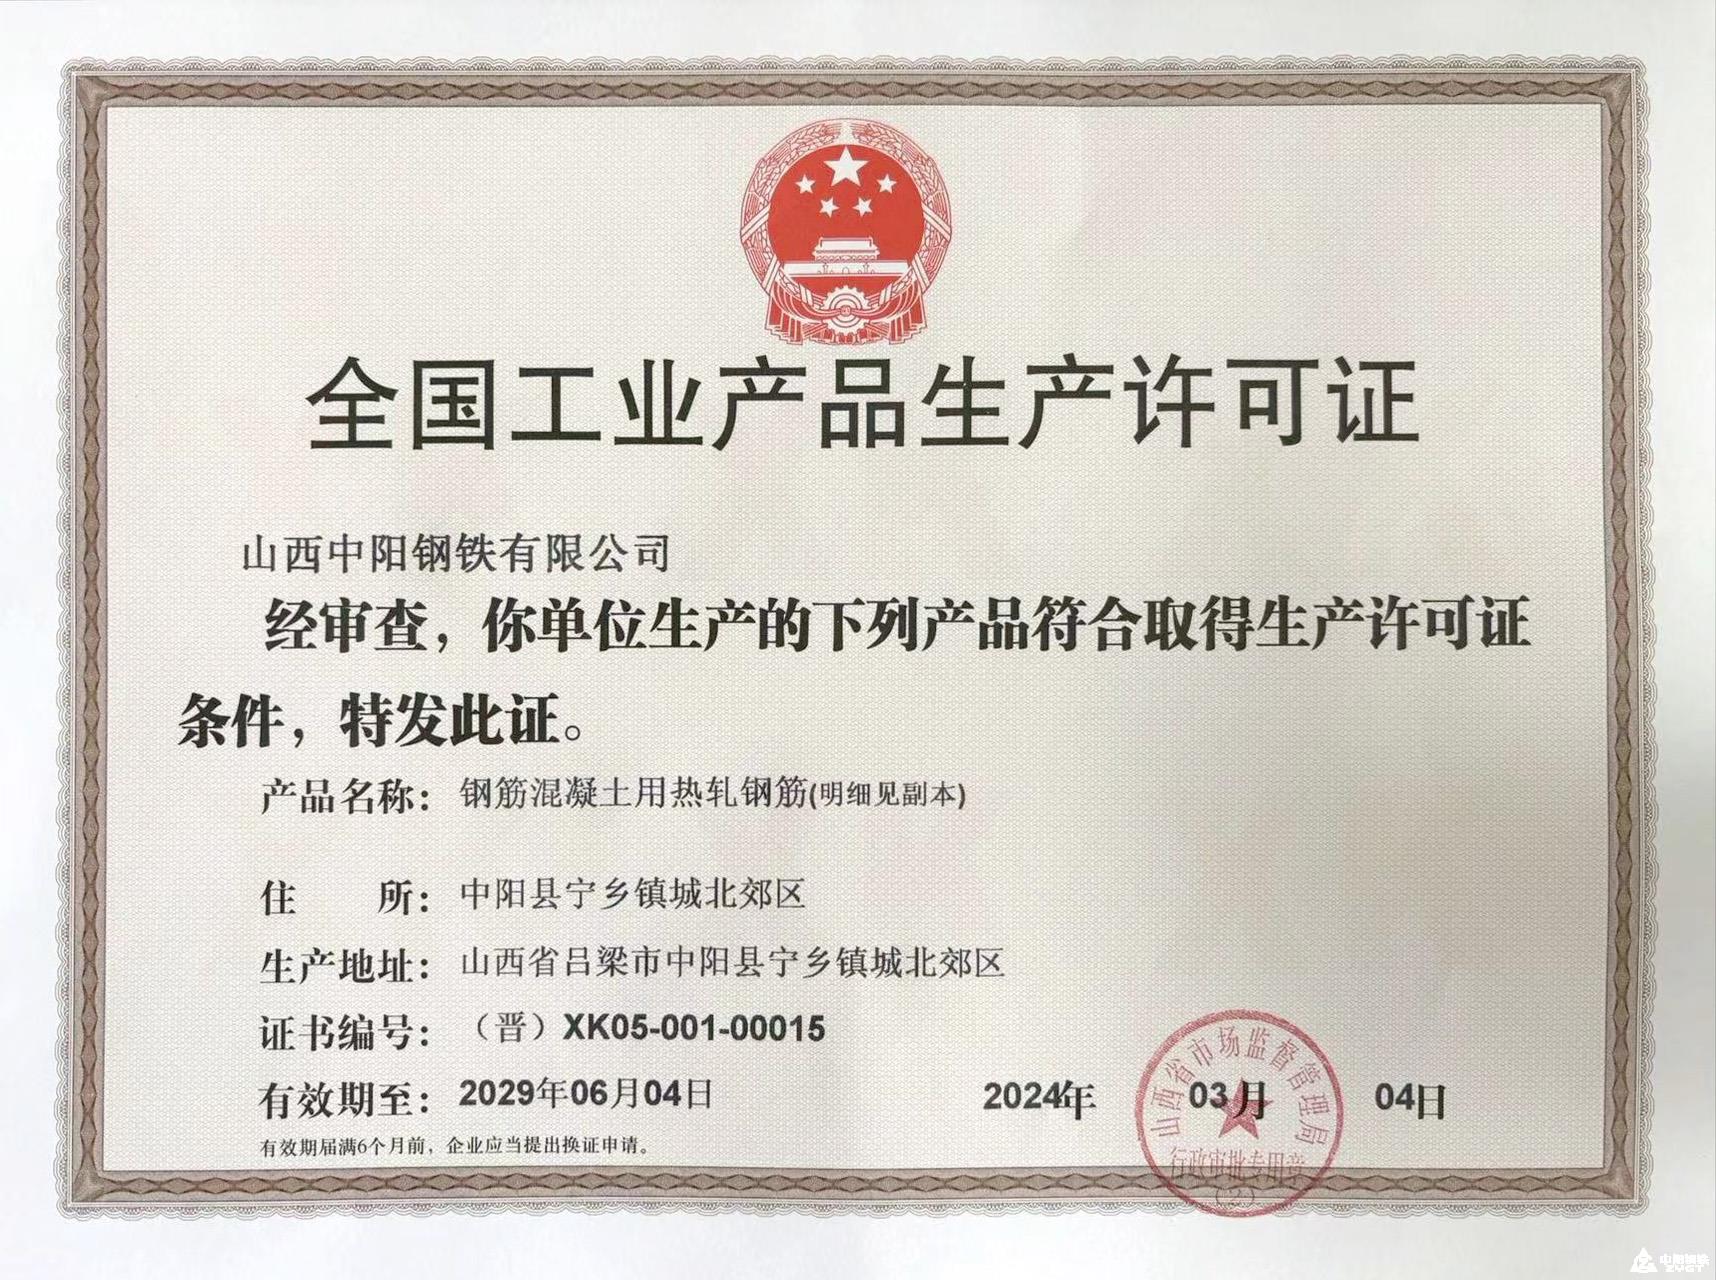 全国工业产品生产许可证
山西中阳钢铁有限公司
经审查，你单位生产的下列产品符合取得生产许可证
条件，特发此证。
产品名称：钢筋混凝土用热轧钢筋(明细见副本)
住 所：中阳县宁乡镇城北郊区
生产地址：山西省吕梁市中阳县宁乡镇城北郊区
证书编号：（晋）XK05-001-00015
有效期至：2029年06月04日
2024年 03月 04日
有效期届满6个月前，企业应当提出换证申请。
山西省市场监督管理局
行政审批专用章
(2)
中阳钢铁
ZYGT